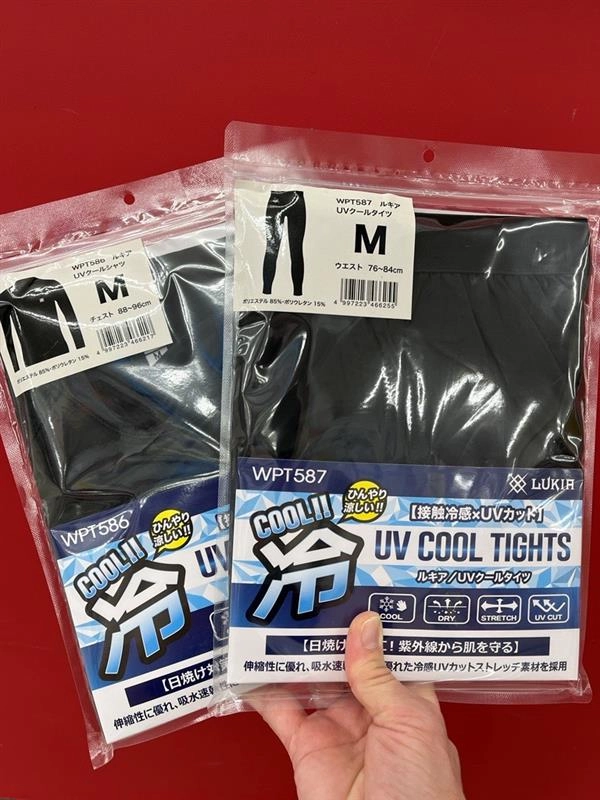 WPT586 ルキア
UVクールシャツ
M
チェスト 88~96cm
4 997223 466217
ポリエステル 85%・ポリウレタン 15%
WPT586
COOL!!
ひんやり
涼しい!!
冷
UV
【日焼け対策
伸縮性に優れ、吸水速乾
WPT587 ルキア
UVクールタイツ
M
ウエスト 76~84cm
4 997223 466255
ポリエステル 85%・ポリウレタン 15%
WPT587
LUKIA
COOL!!
ひんやり
涼しい!!
冷
【接触冷感×UVカット】
UV COOL TIGHTS
ルキア/UVクールタイツ
COOL
DRY
STRETCH
UV CUT
【日焼け に!紫外線から肌を守る】
伸縮性に優れ、吸水速 優れた冷感UVカットストレッチ素材を採用